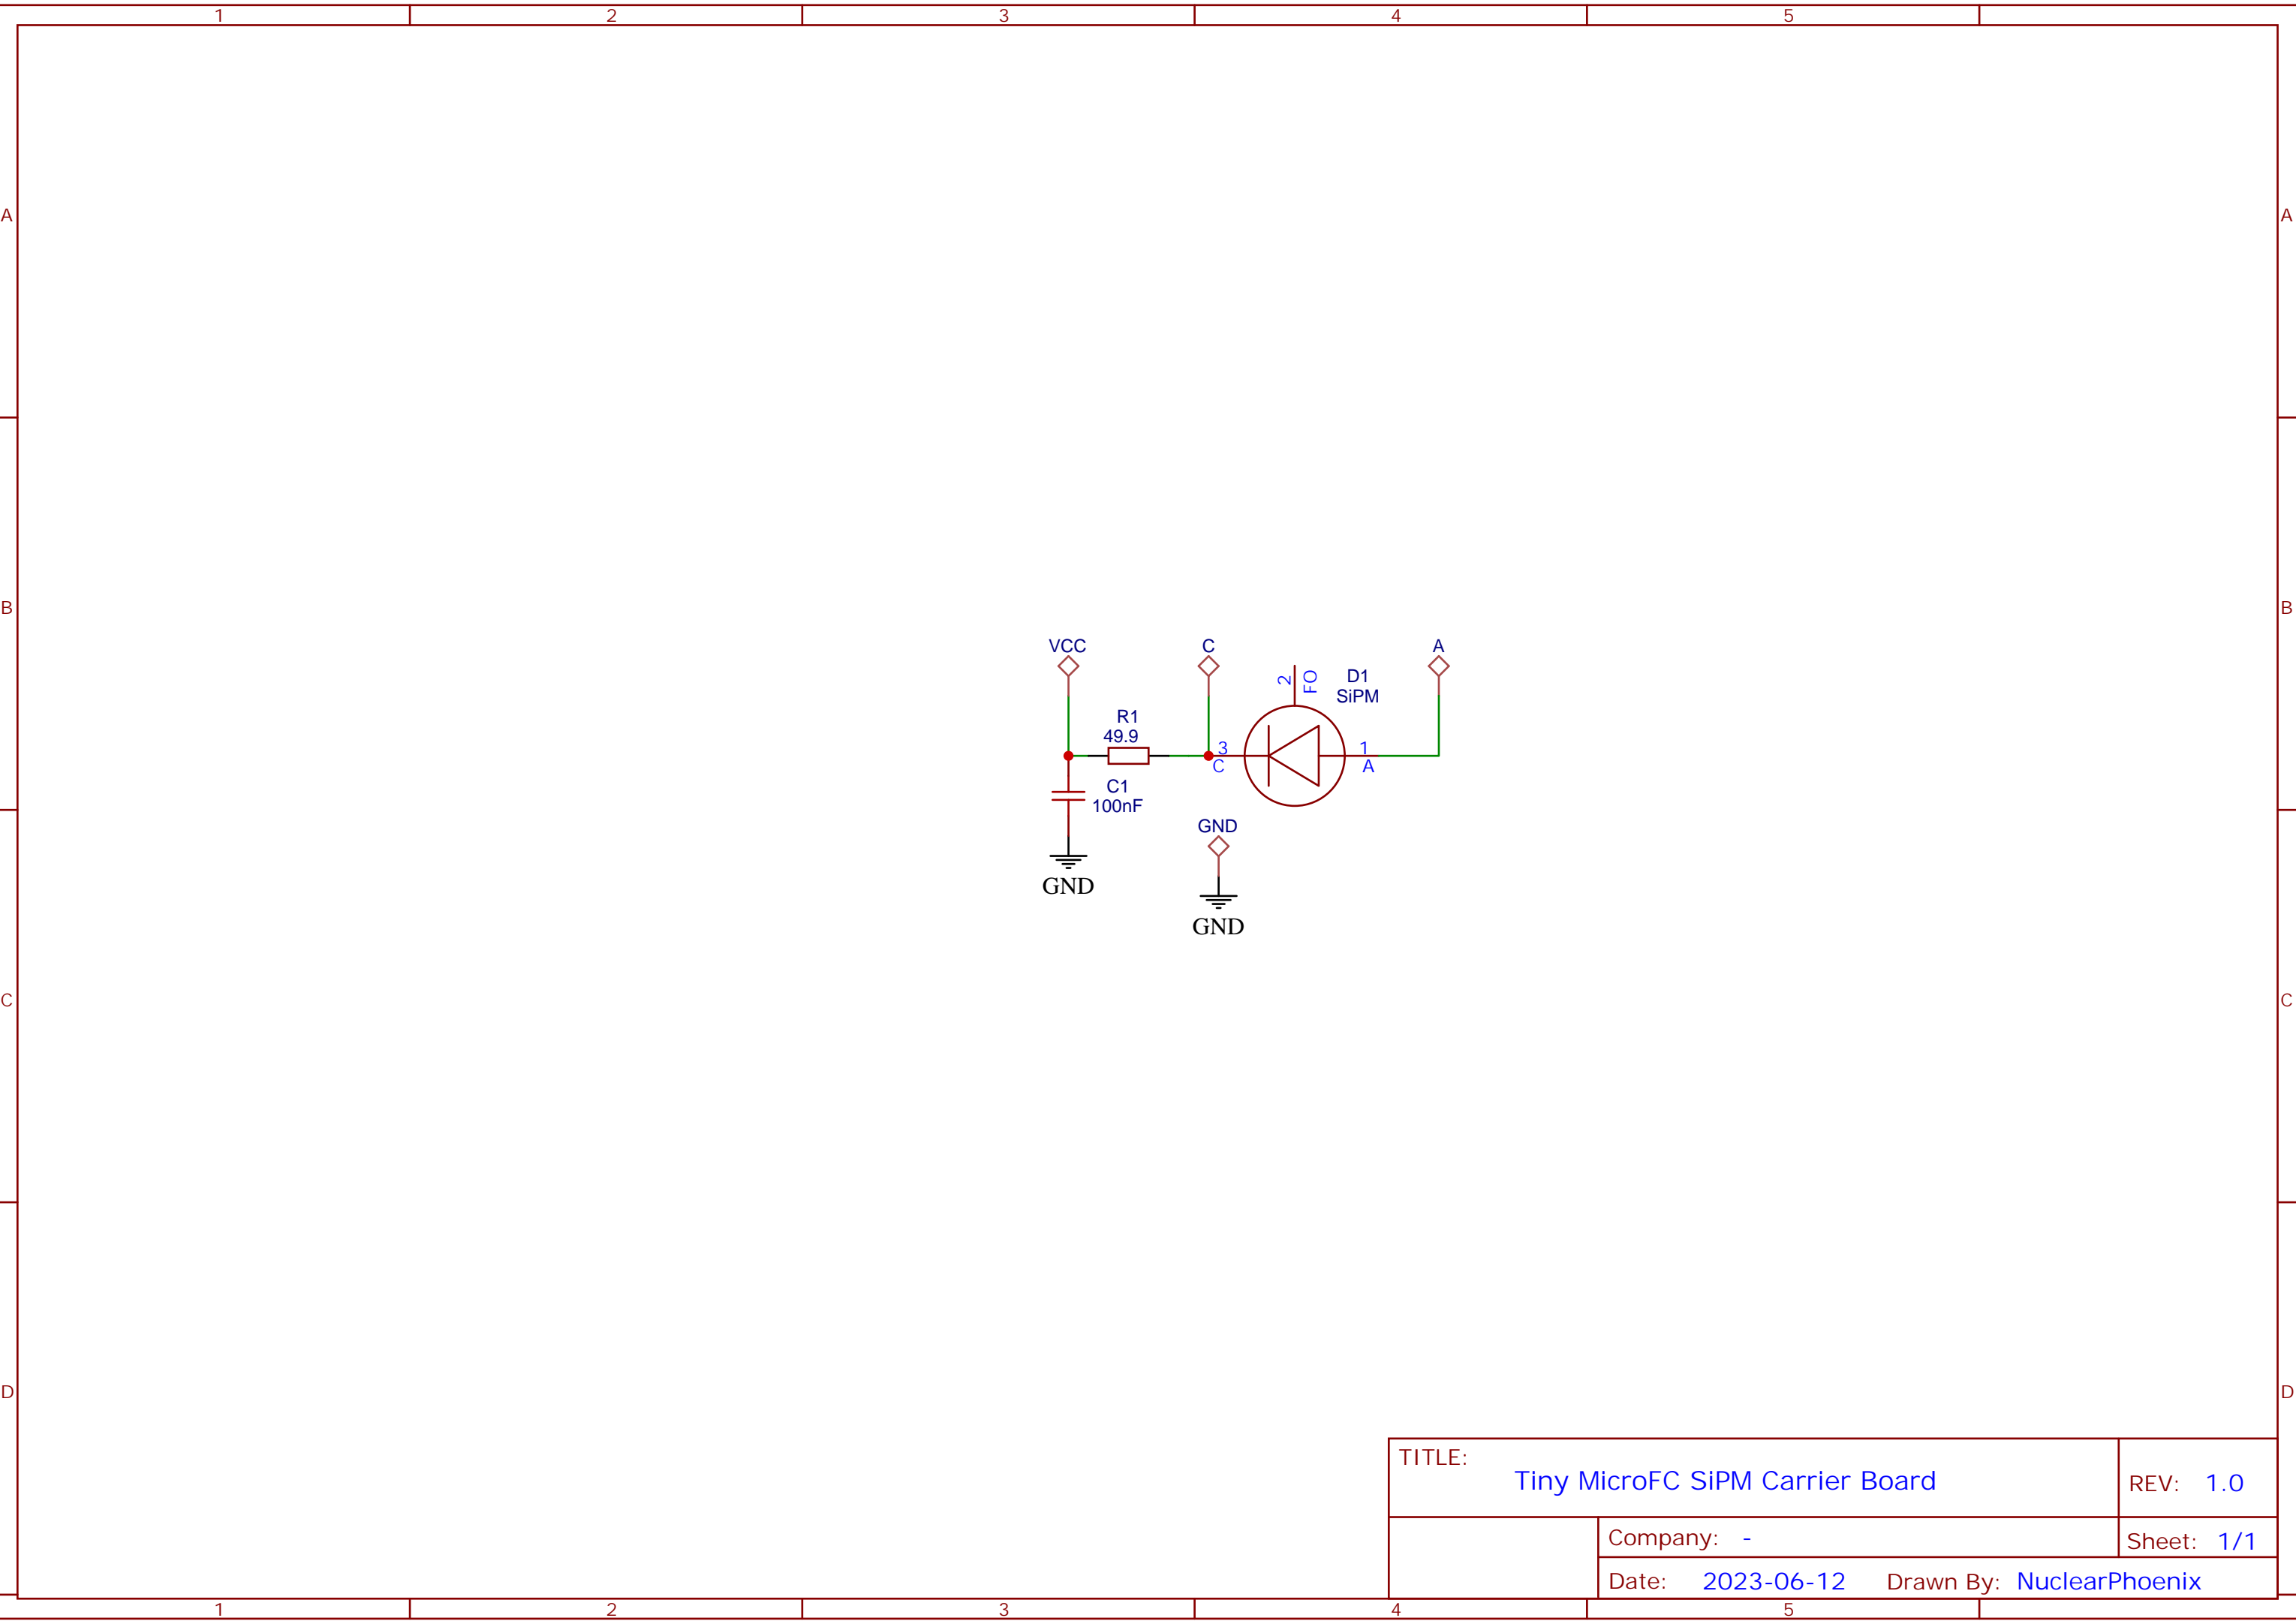 1 2 3 4 5
A A
B B
VCC C A
2 FO D1
SiPM
R1
49.9
3 1
C A
C1
100nF
GND
GND
GND
C C
D D
TITLE:
Tiny MicroFC SiPM Carrier Board
REV: 1.0
Company: -
Sheet: 1/1
Date: 2023-06-12 Drawn By: NuclearPhoenix
1 2 3 4 5